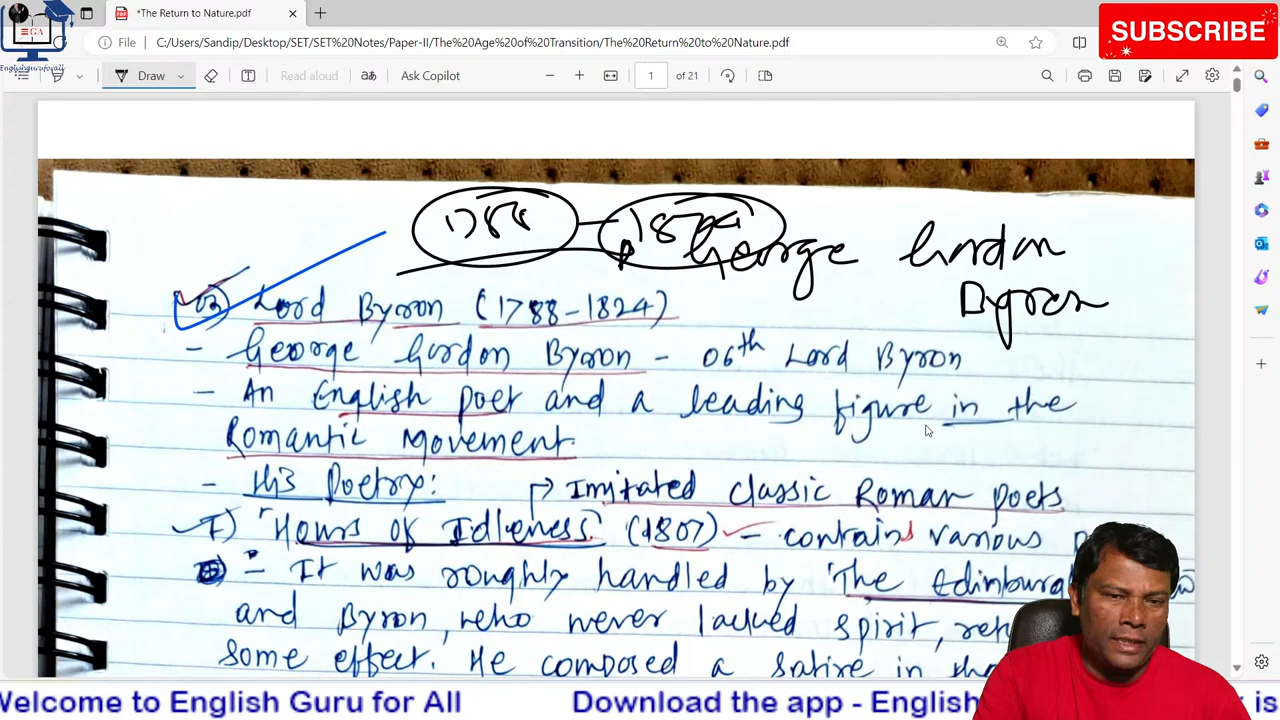 *The Return to Nature.pdf
SUBSCRIBE
EGA
Englishguruforall
File C:/Users/Sandip/Desktop/SET/SET%20Notes/Paper-II/The%20Age%20of%20Transition/The%20Return%20to%20Nature.pdf
Draw Read aloud Ask Copilot 1 of 21
1788 - 1824 George Gordon
Byron
03) Lord Byron (1788-1824)
- George Gordon Byron - 06th Lord Byron
- An English poet and a leading figure in the
Romantic Movement
- His Poetry: Imitated classic Roman poets
I) "Hours of Idleness" (1807) - contains various
- It was roughly handled by 'The Edinburgh
and Byron, who never lacked spirit,
some effect. He composed a satire in
Welcome to English Guru for All Download the app - English is